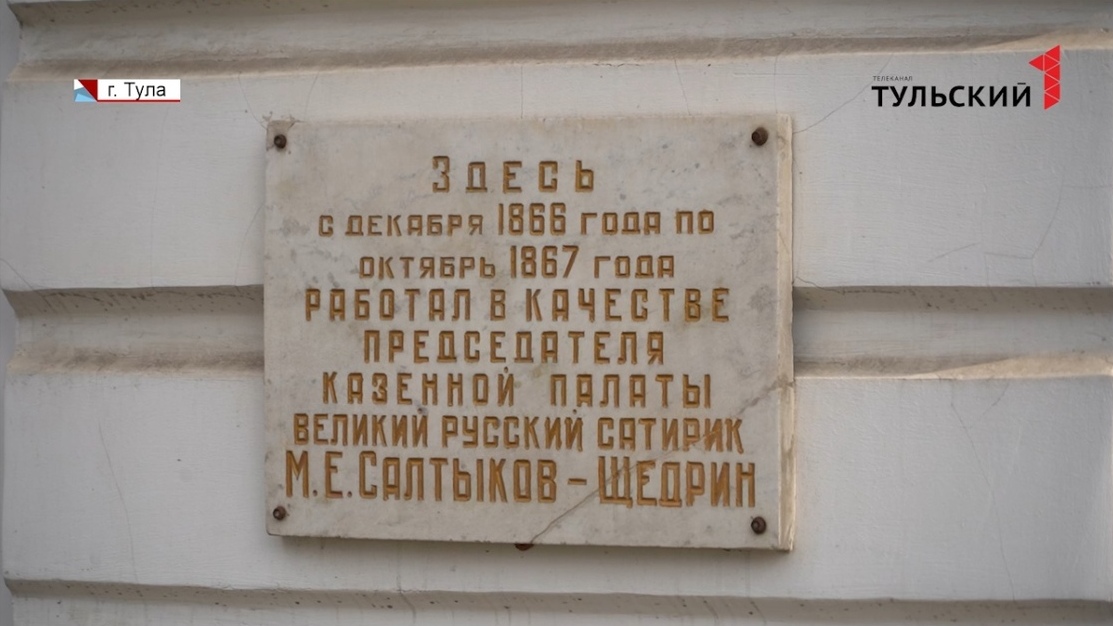 г. Тула
ТЕЛЕКАНАЛ
ТУЛЬСКИЙ 1
ЗДЕСЬ
С ДЕКАБРЯ 1866 ГОДА ПО
ОКТЯБРЬ 1867 ГОДА
РАБОТАЛ В КАЧЕСТВЕ
ПРЕДСЕДАТЕЛЯ
КАЗЕННОЙ ПАЛАТЫ
ВЕЛИКИЙ РУССКИЙ САТИРИК
М.Е.САЛТЫКОВ-ЩЕДРИН